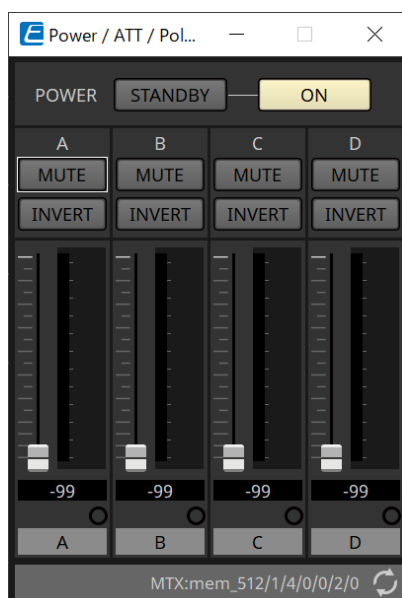 E Power / ATT / Pol...
POWER STANDBY ON
A B C D
MUTE MUTE MUTE MUTE
INVERT INVERT INVERT INVERT
-99 -99 -99 -99
A B C D
MTX:mem_512/1/4/0/0/2/0